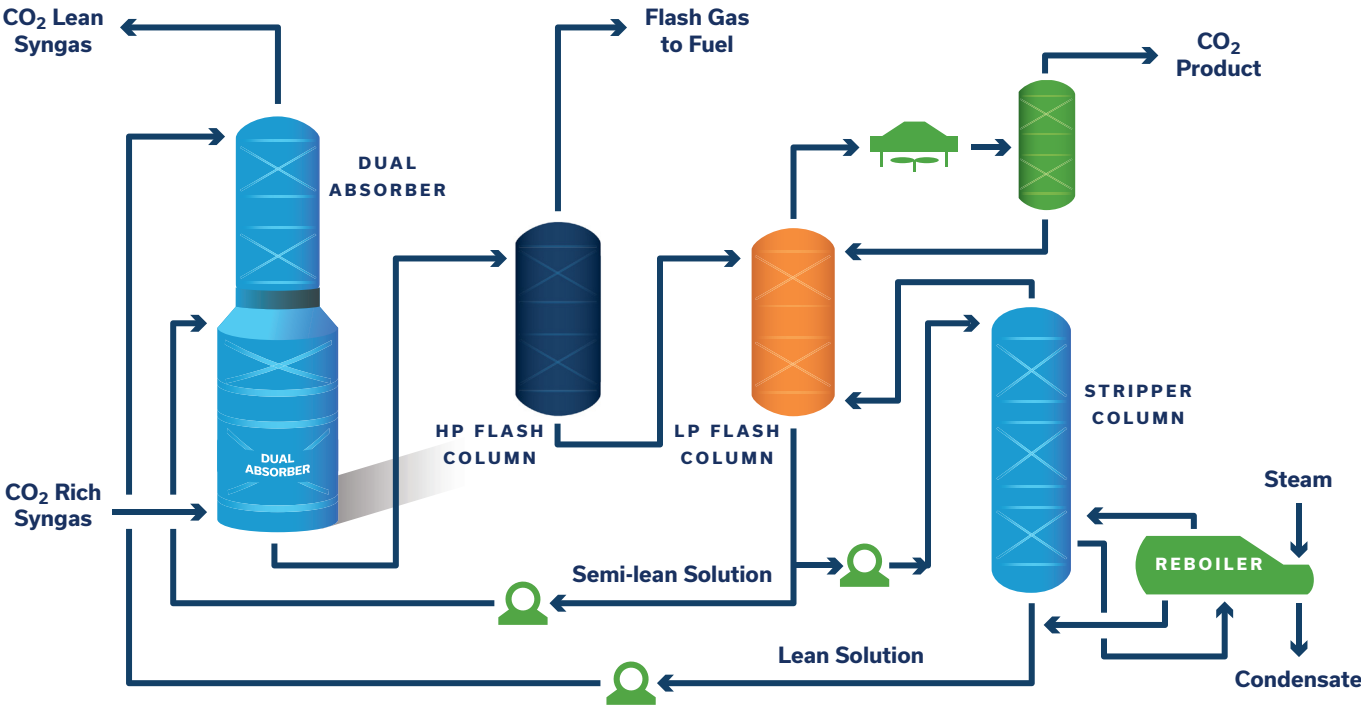 CO₂ Lean
Syngas
Flash Gas
to Fuel
CO₂
Product
DUAL
ABSORBER
HP FLASH
COLUMN
LP FLASH
COLUMN
STRIPPER
COLUMN
DUAL
ABSORBER
CO₂ Rich
Syngas
Steam
REBOILER
Semi-lean Solution
Lean Solution
Condensate